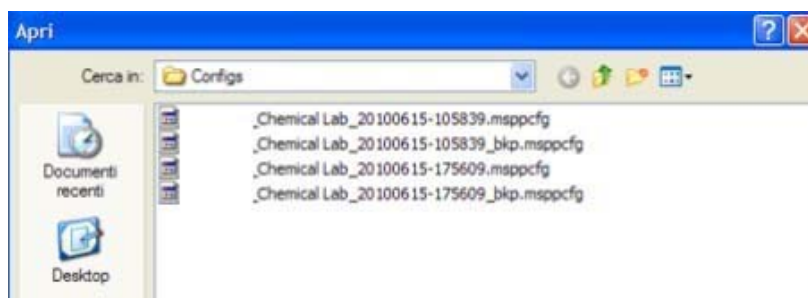 Apri
Cerca in: Configs
_Chemical Lab_20100615-105839.msppcfg
_Chemical Lab_20100615-105839_bkp.msppcfg
_Chemical Lab_20100615-175609.msppcfg
_Chemical Lab_20100615-175609_bkp.msppcfg
Documenti
recenti
Desktop